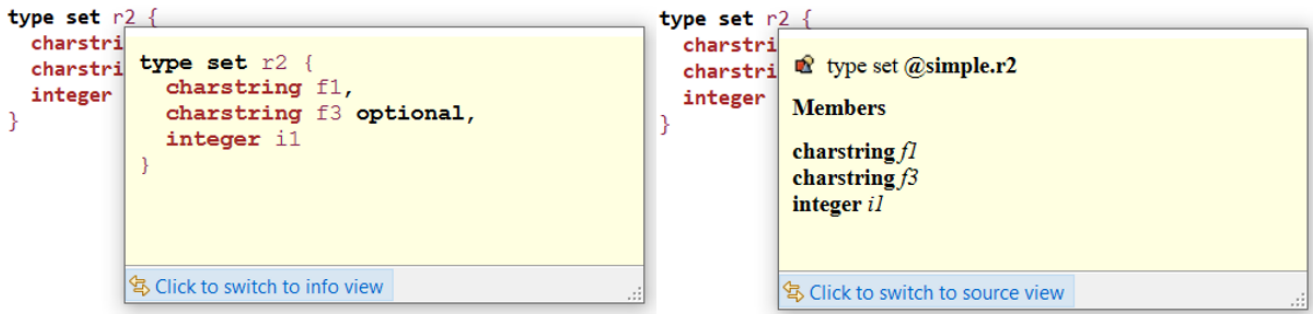 type set r2 {
charstri
charstri
integer
}
type set r2 {
charstring f1,
charstring f3 optional,
integer i1
}
Click to switch to info view
type set r2 {
charstri
charstri
integer
}
type set @simple.r2
Members
charstring f1
charstring f3
integer i1
Click to switch to source view